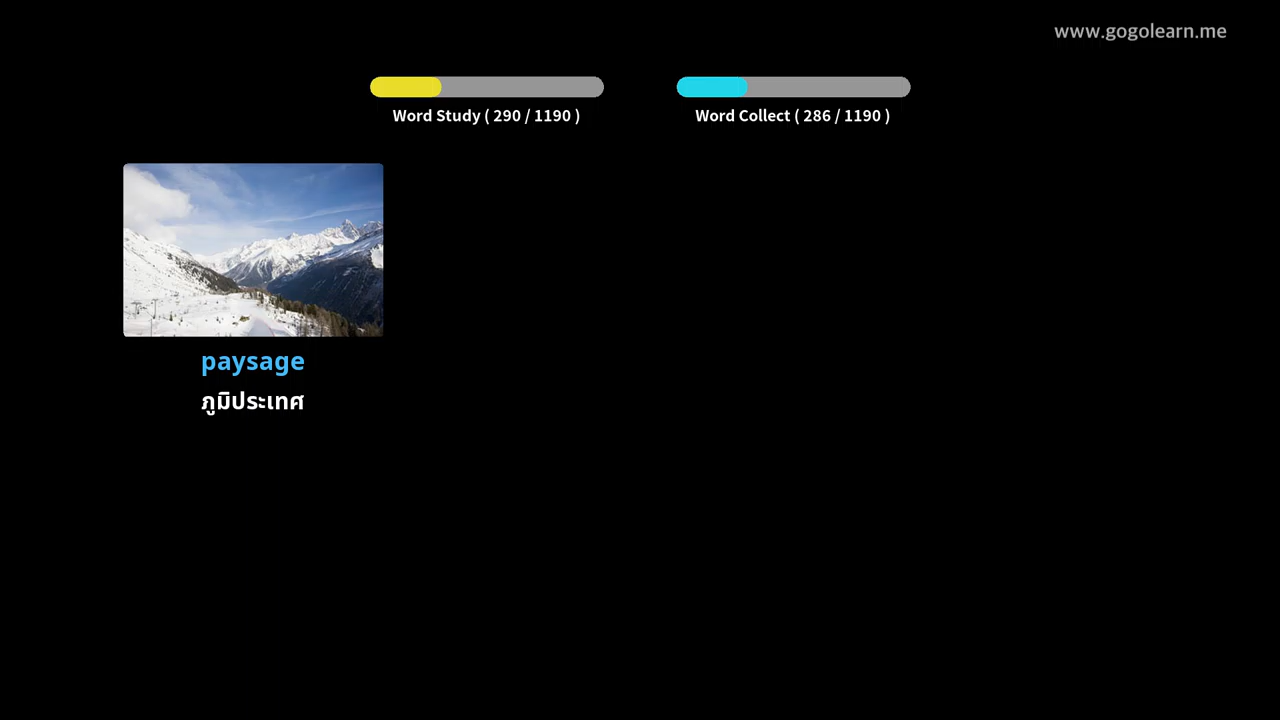 www.gogolearn.me
Word Study ( 290 / 1190 )
Word Collect ( 286 / 1190 )
paysage
ภูมิประเทศ